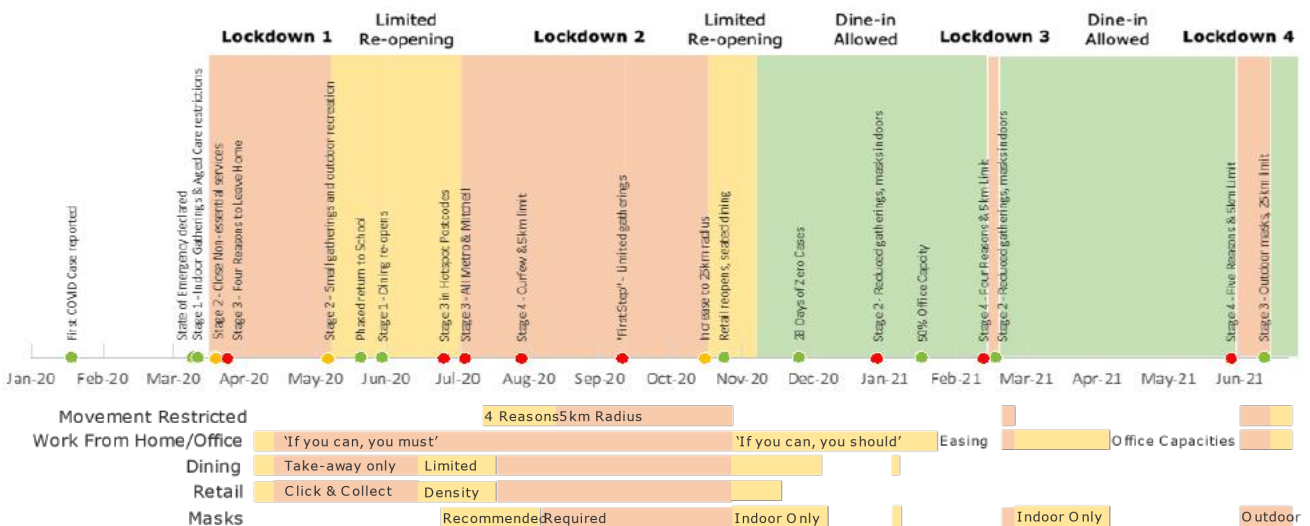 Lockdown 1
Limited
Re-opening
Lockdown 2
Limited
Re-opening
Dine-in
Allowed
Lockdown 3
Dine-in
Allowed
Lockdown 4
First COVID Case reported
State of Emergency declared
Stage 1 - Indoor Gatherings & Aged Care restrictions
Stage 2 - Close Non-essential services
Stage 3 - Four Reasons to Leave Home
Stage 2 - Small gatherings and outdoor recreation
Phased return to School
Stage 1 - Dining re-opens
Stage 3 in Hotspot Postcodes
Stage 3 - All Metro & Mitchell
Stage 4 - Curfew & 5km limit
"First Step" - Limited gatherings
Increase to 25km radius
Retail reopens, seated dining
28 Days of Zero Cases
Stage 2 - Reduced gatherings, masks indoors
50% Office Capcity
Stage 4 - Four Reasons & 5km Limit
Stage 2 - Reduced gatherings, masks indoors
Stage 4 - Five Reasons & 5km Limit
Stage 3 - Outdoor masks, 25km limit
Jan-20 Feb-20 Mar-20 Apr-20 May-20 Jun-20 Jul-20 Aug-20 Sep-20 Oct-20 Nov-20 Dec-20 Jan-21 Feb-21 Mar-21 Apr-21 May-21 Jun-21
Movement Restricted 4 Reasons 5km Radius
Work From Home/Office 'If you can, you must' 'If you can, you should' Easing Office Capacities
Dining Take-away only Limited
Retail Click & Collect Density
Masks Recommended Required Indoor Only Indoor Only Outdoor